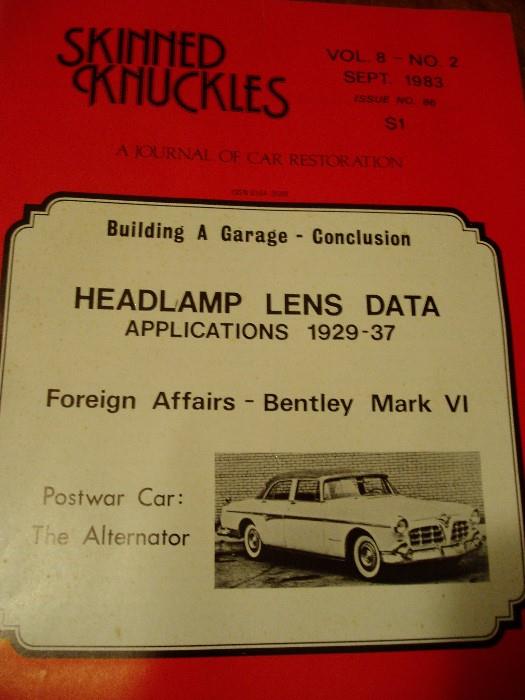 SKINNED
KNUCKLES
VOL. 8 - NO. 2
SEPT. 1983
ISSUE NO. 86
$1
A JOURNAL OF CAR RESTORATION
Building A Garage - Conclusion
HEADLAMP LENS DATA
APPLICATIONS 1929-37
Foreign Affairs - Bentley Mark VI
Postwar Car:
The Alternator